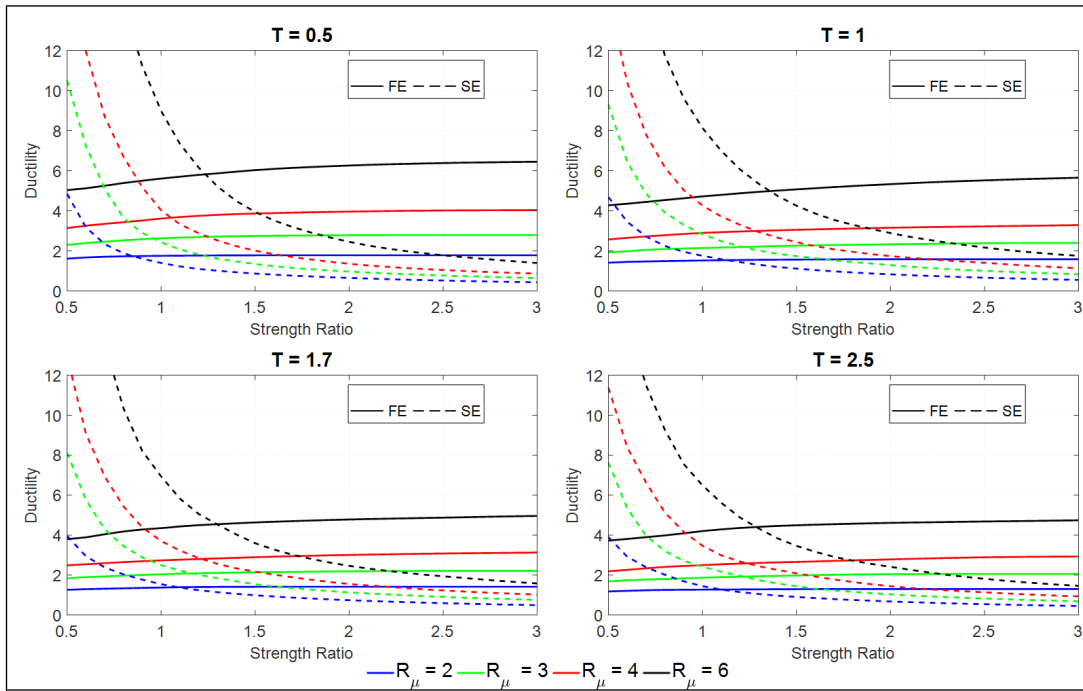 T = 0.5
12
10
8
6
4
2
0
Ductility
FE SE
0.5 1 1.5 2 2.5 3
Strength Ratio
T = 1
12
10
8
6
4
2
0
Ductility
FE SE
0.5 1 1.5 2 2.5 3
Strength Ratio
T = 1.7
12
10
8
6
4
2
0
Ductility
FE SE
0.5 1 1.5 2 2.5 3
Strength Ratio
T = 2.5
12
10
8
6
4
2
0
Ductility
FE SE
0.5 1 1.5 2 2.5 3
Strength Ratio
Rμ = 2 Rμ = 3 Rμ = 4 Rμ = 6